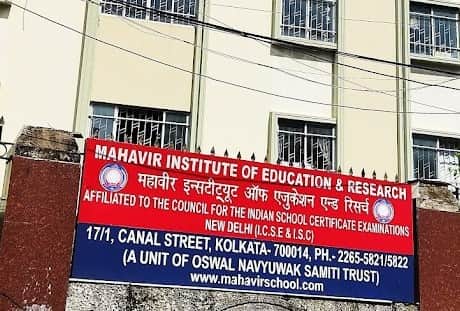 MAHAVIR INSTITUTE OF EDUCATION & RESEARCH
महावीर इन्सटीट्यूट ऑफ एजुकेशन एन्ड रिसर्च
AFFILIATED TO THE COUNCIL FOR THE INDIAN SCHOOL CERTIFICATE EXAMINATIONS
NEW DELHI (I.C.S.E & I.S.C)
17/1, CANAL STREET, KOLKATA- 700014, PH.- 2265-5821/5822
(A UNIT OF OSWAL NAVYUWAK SAMITI TRUST)
www.mahavirschool.com